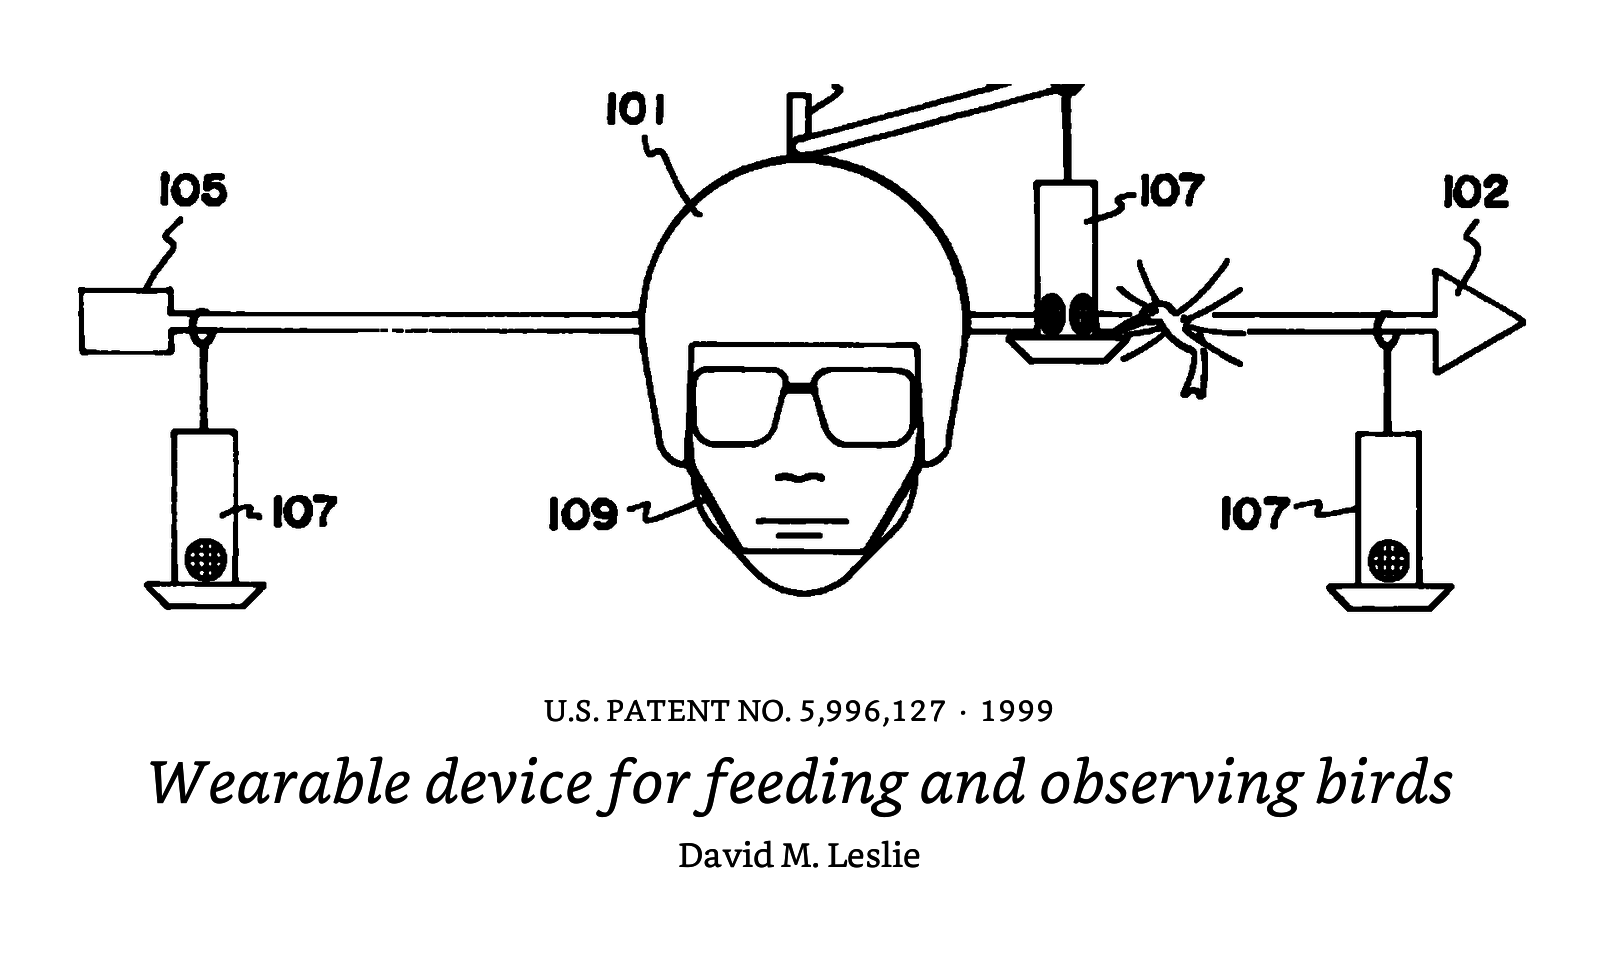 101
105
107
102
107
109
107
U.S. PATENT NO. 5,996,127 · 1999
Wearable device for feeding and observing birds
David M. Leslie